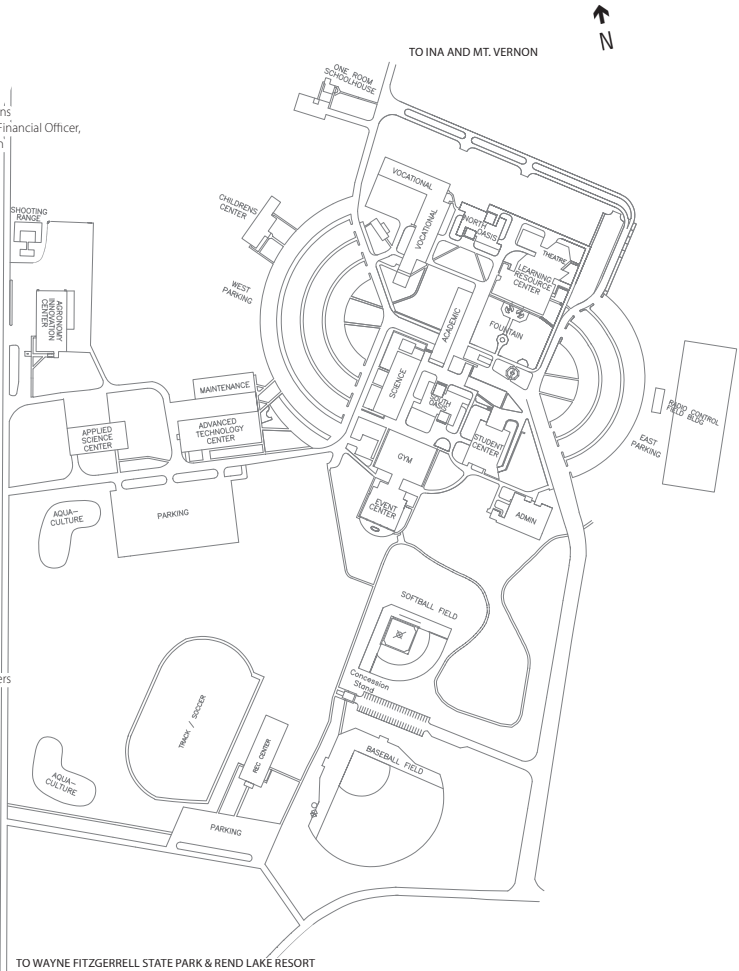 N
TO INA AND MT. VERNON
ONE ROOM
SCHOOLHOUSE
ns
Financial Officer,
n
VOCATIONAL
VOCATIONAL
CHILDRENS
CENTER
SHOOTING
RANGE
NORTH
OASIS
THEATRE
LEARNING
RESOURCE
CENTER
WEST
PARKING
AGRONOMY
INNOVATION
CENTER
ACADEMIC
FOUNTAIN
SCIENCE
MAINTENANCE
SOUTH
OASIS
RADIO CONTROL
FIELD BLDG
EAST
PARKING
APPLIED
SCIENCE
CENTER
ADVANCED
TECHNOLOGY
CENTER
STUDENT
CENTER
GYM
EVENT
CENTER
ADMIN
AQUA-
CULTURE
PARKING
SOFTBALL FIELD
Concession
Stand
ers
TRACK / SOCCER
REC CENTER
BASEBALL FIELD
AQUA-
CULTURE
PARKING
TO WAYNE FITZGERRELL STATE PARK & REND LAKE RESORT